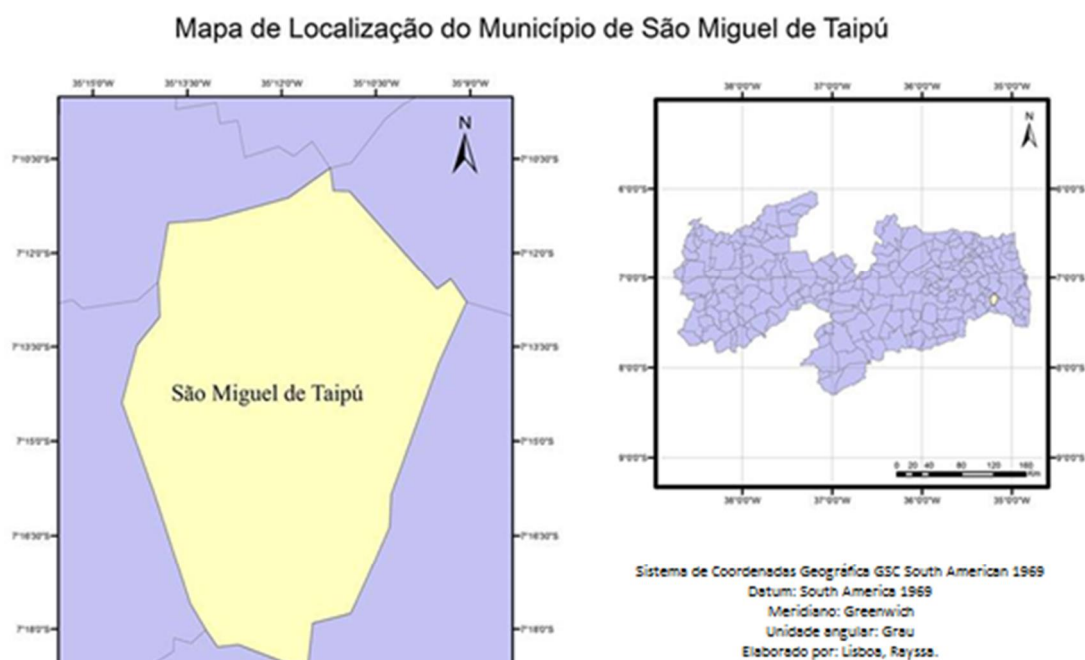 Mapa de Localização do Município de São Miguel de Taipú
35°15'0"W 35°13'30"W 35°12'0"W 35°10'30"W 35°9'0"W
N
7°10'30"S 7°10'30"S
7°12'0"S 7°12'0"S
7°13'30"S 7°13'30"S
São Miguel de Taipú
7°15'0"S 7°15'0"S
7°16'30"S 7°16'30"S
7°18'0"S 7°18'0"S
38°0'0"W 37°0'0"W 36°0'0"W 35°0'0"W
N
6°0'0"S 6°0'0"S
7°0'0"S 7°0'0"S
8°0'0"S 8°0'0"S
9°0'0"S 9°0'0"S
0 20 40 80 120 160
Km
38°0'0"W 37°0'0"W 36°0'0"W 35°0'0"W
Sistema de Coordenadas Geográfica GSC South American 1969
Datum: South America 1969
Meridiano: Greenwich
Unidade angular: Grau
Elaborado por: Lisboa, Rayssa.